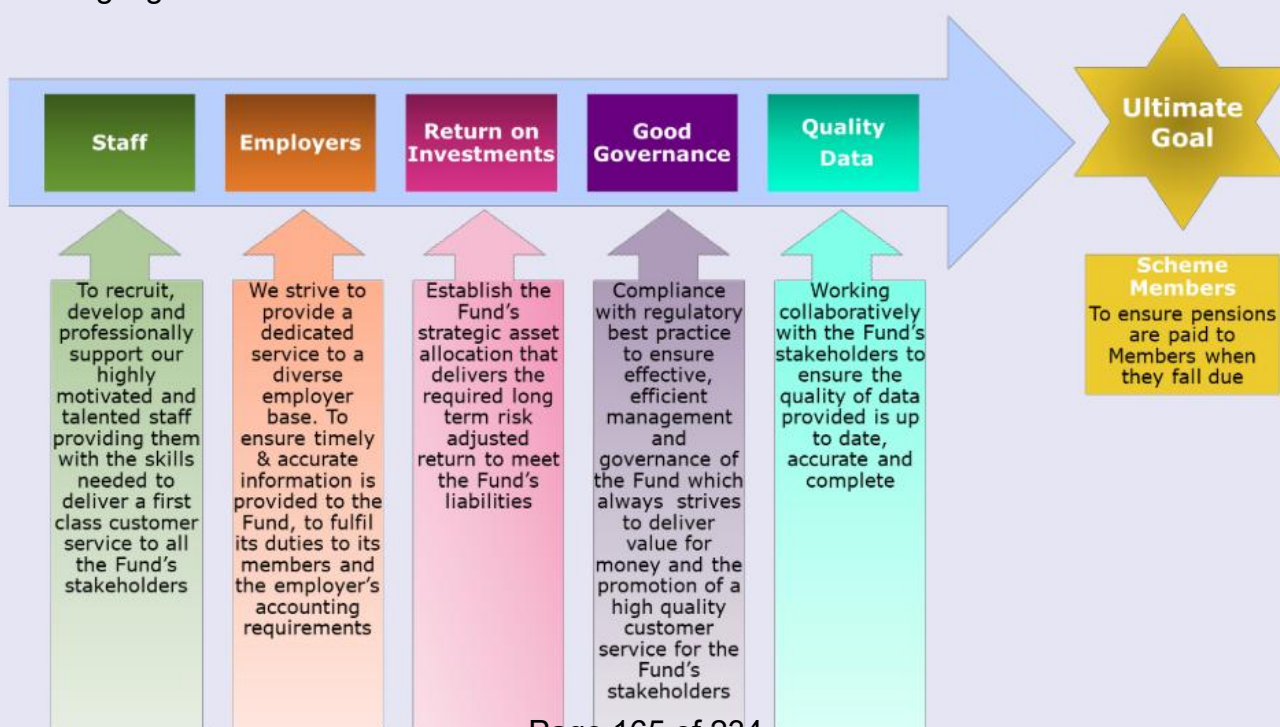 Staff
Employers
Return on
Investments
Good
Governance
Quality
Data
Ultimate
Goal
To recruit,
develop and
professionally
support our
highly
motivated and
talented staff
providing them
with the skills
needed to
deliver a first
class customer
service to all
the Fund's
stakeholders
We strive to
provide a
dedicated
service to a
diverse
employer
base. To
ensure timely
& accurate
information is
provided to the
Fund, to fulfil
its duties to its
members and
the employer's
accounting
requirements
Establish the
Fund's
strategic asset
allocation that
delivers the
required long
term risk
adjusted
return to meet
the Fund's
liabilities
Compliance
with regulatory
best practice
to ensure
effective,
efficient
management
and
governance of
the Fund which
always strives
to deliver
value for
money and the
promotion of a
high quality
customer
service for the
Fund's
stakeholders
Working
collaboratively
with the Fund's
stakeholders to
ensure the
quality of data
provided is up
to date,
accurate and
complete
Scheme
Members
To ensure pensions
are paid to
Members when
they fall due
Page 165 of 234